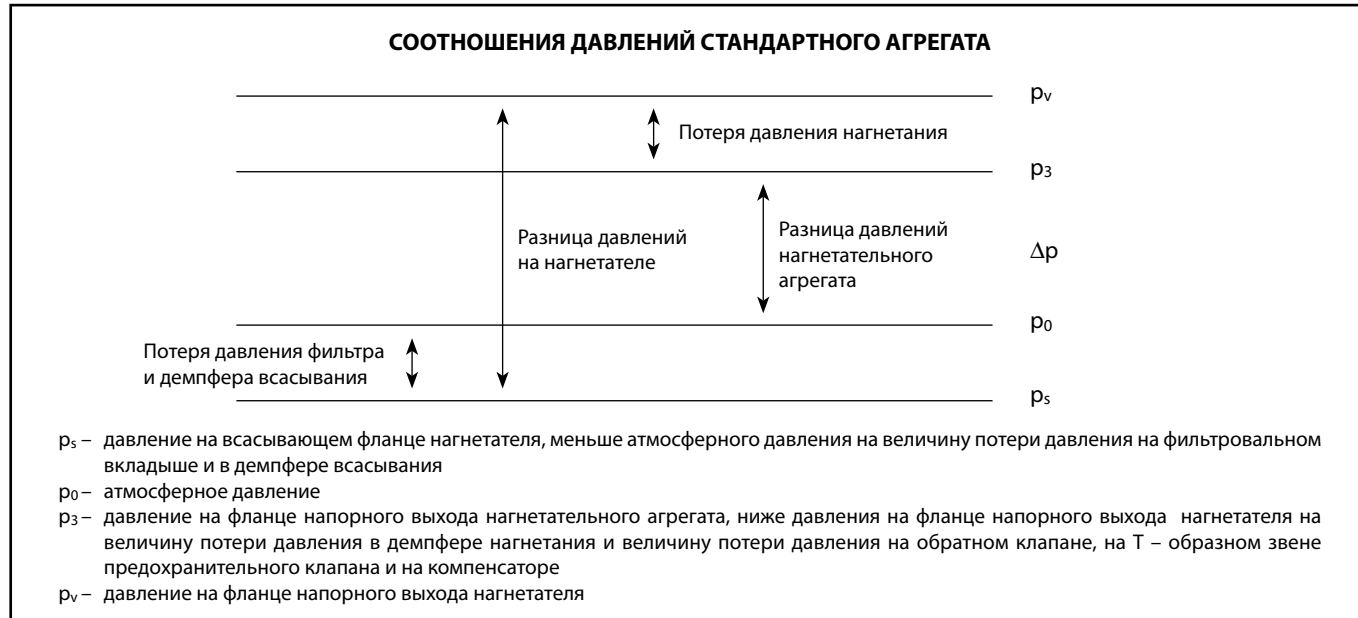 СООТНОШЕНИЯ ДАВЛЕНИЙ СТАНДАРТНОГО АГРЕГАТА
pv
Потеря давления нагнетания
p3
Разница давлений
на нагнетателе
Разница давлений
нагнетательного
агрегата
Δp
p0
Потеря давления фильтра
и демпфера всасывания
ps
ps – давление на всасывающем фланце нагнетателя, меньше атмосферного давления на величину потери давления на фильтровальном
вкладыше и в демпфере всасывания
p0 – атмосферное давление
p3 – давление на фланце напорного выхода нагнетательного агрегата, ниже давления на фланце напорного выхода нагнетателя на
величину потери давления в демпфере нагнетания и величину потери давления на обратном клапане, на Т – образном звене
предохранительного клапана и на компенсаторе
pv – давление на фланце напорного выхода нагнетателя